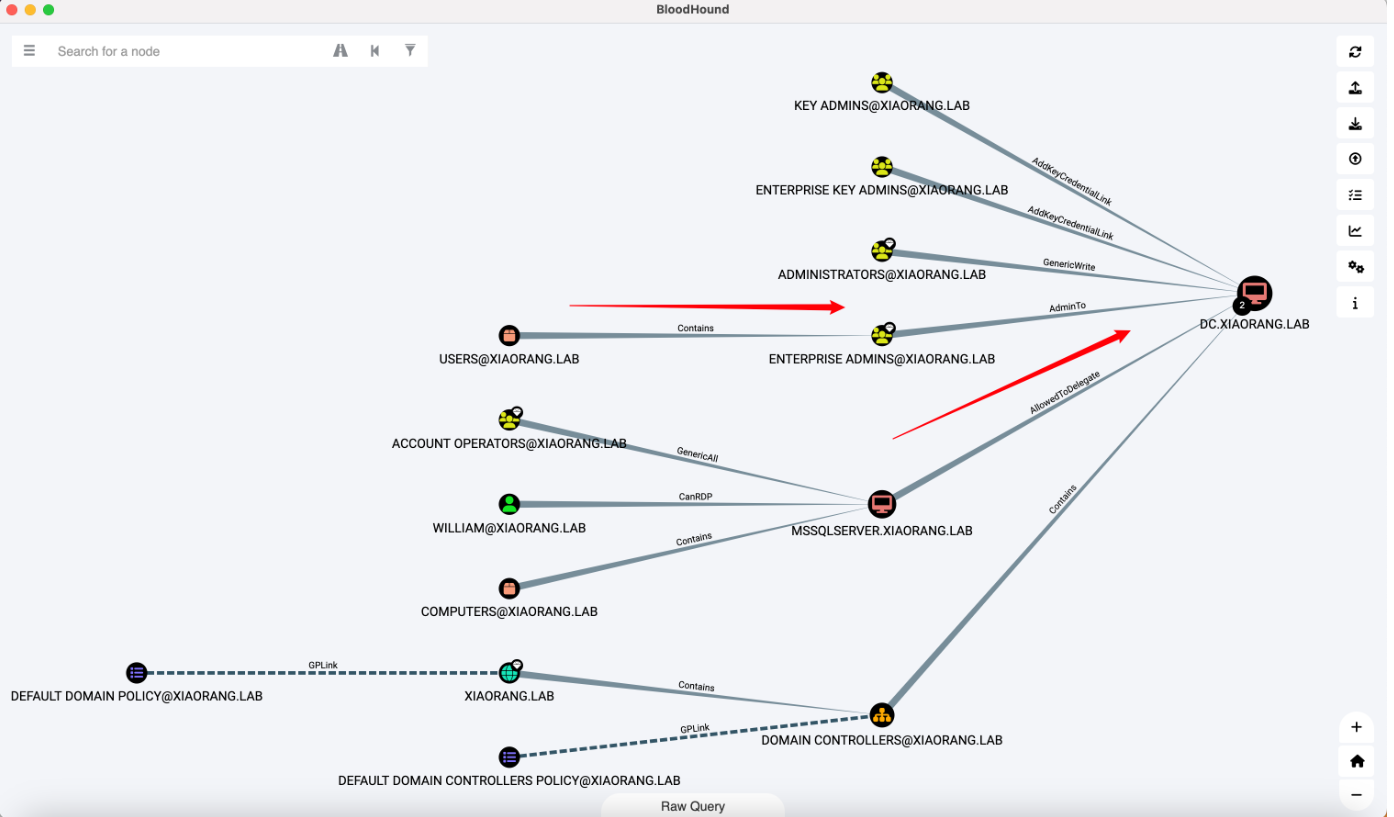 BloodHound
Search for a node
KEY ADMINS@XIAORANG.LAB
AddKeyCredentialLink
ENTERPRISE KEY ADMINS@XIAORANG.LAB
AddKeyCredentialLink
ADMINISTRATORS@XIAORANG.LAB
GenericWrite
2
DC.XIAORANG.LAB
AdminTo
Contains
USERS@XIAORANG.LAB
ENTERPRISE ADMINS@XIAORANG.LAB
AllowedToDelegate
ACCOUNT OPERATORS@XIAORANG.LAB
GenericAll
CanRDP
WILLIAM@XIAORANG.LAB
MSSQLSERVER.XIAORANG.LAB
Contains
Contains
COMPUTERS@XIAORANG.LAB
GPLink
DEFAULT DOMAIN POLICY@XIAORANG.LAB
XIAORANG.LAB
Contains
GPLink
DOMAIN CONTROLLERS@XIAORANG.LAB
DEFAULT DOMAIN CONTROLLERS POLICY@XIAORANG.LAB
Raw Query